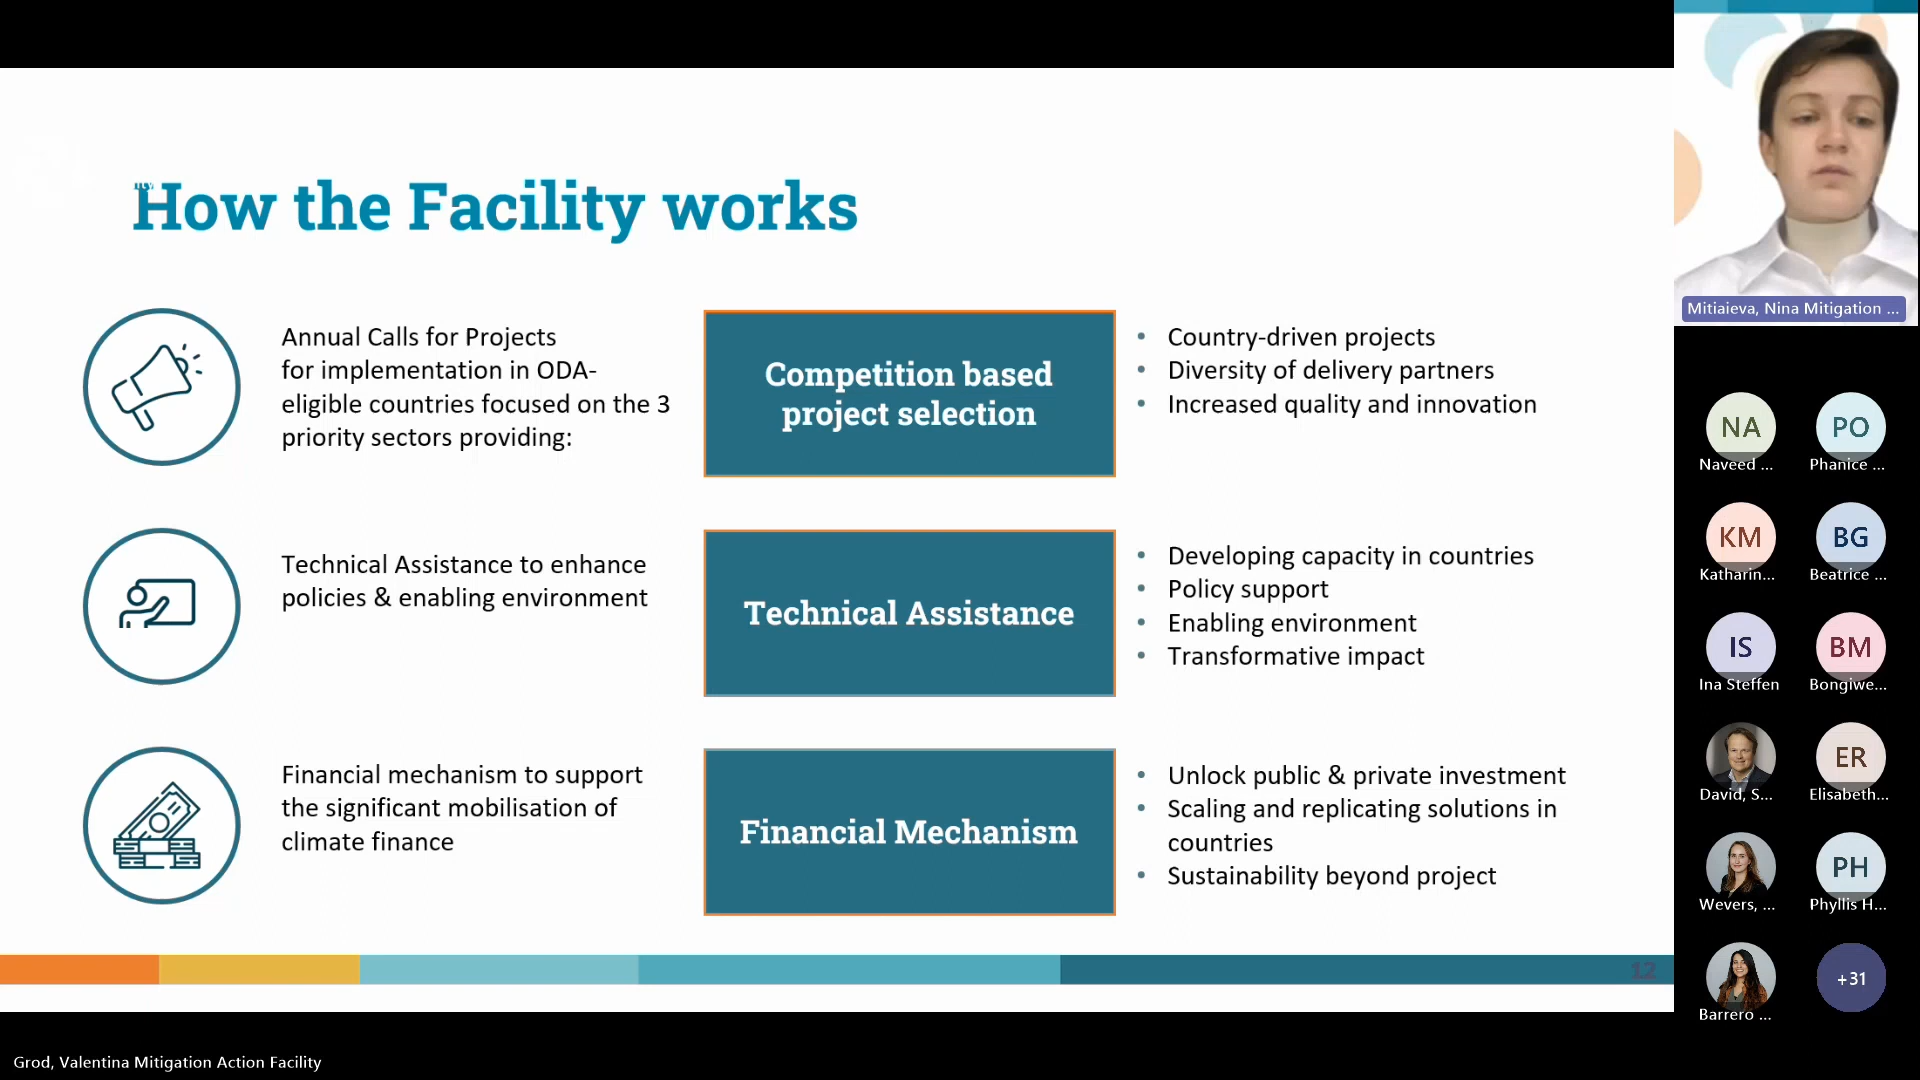 How the Facility works
Annual Calls for Projects
for implementation in ODA-
eligible countries focused on the 3
priority sectors providing:
Competition based
project selection
• Country-driven projects
• Diversity of delivery partners
• Increased quality and innovation
Technical Assistance to enhance
policies & enabling environment
Technical Assistance
• Developing capacity in countries
• Policy support
• Enabling environment
• Transformative impact
Financial mechanism to support
the significant mobilisation of
climate finance
Financial Mechanism
• Unlock public & private investment
• Scaling and replicating solutions in
countries
• Sustainability beyond project
12
Mitiaieva, Nina Mitigation ...
NA
Naveed ...
PO
Phanice ...
KM
Katharin...
BG
Beatrice ...
IS
Ina Steffen
BM
Bongiwe...
David, S...
ER
Elisabeth...
Wevers, ...
PH
Phyllis H...
Barrero ...
+31
Grod, Valentina Mitigation Action Facility